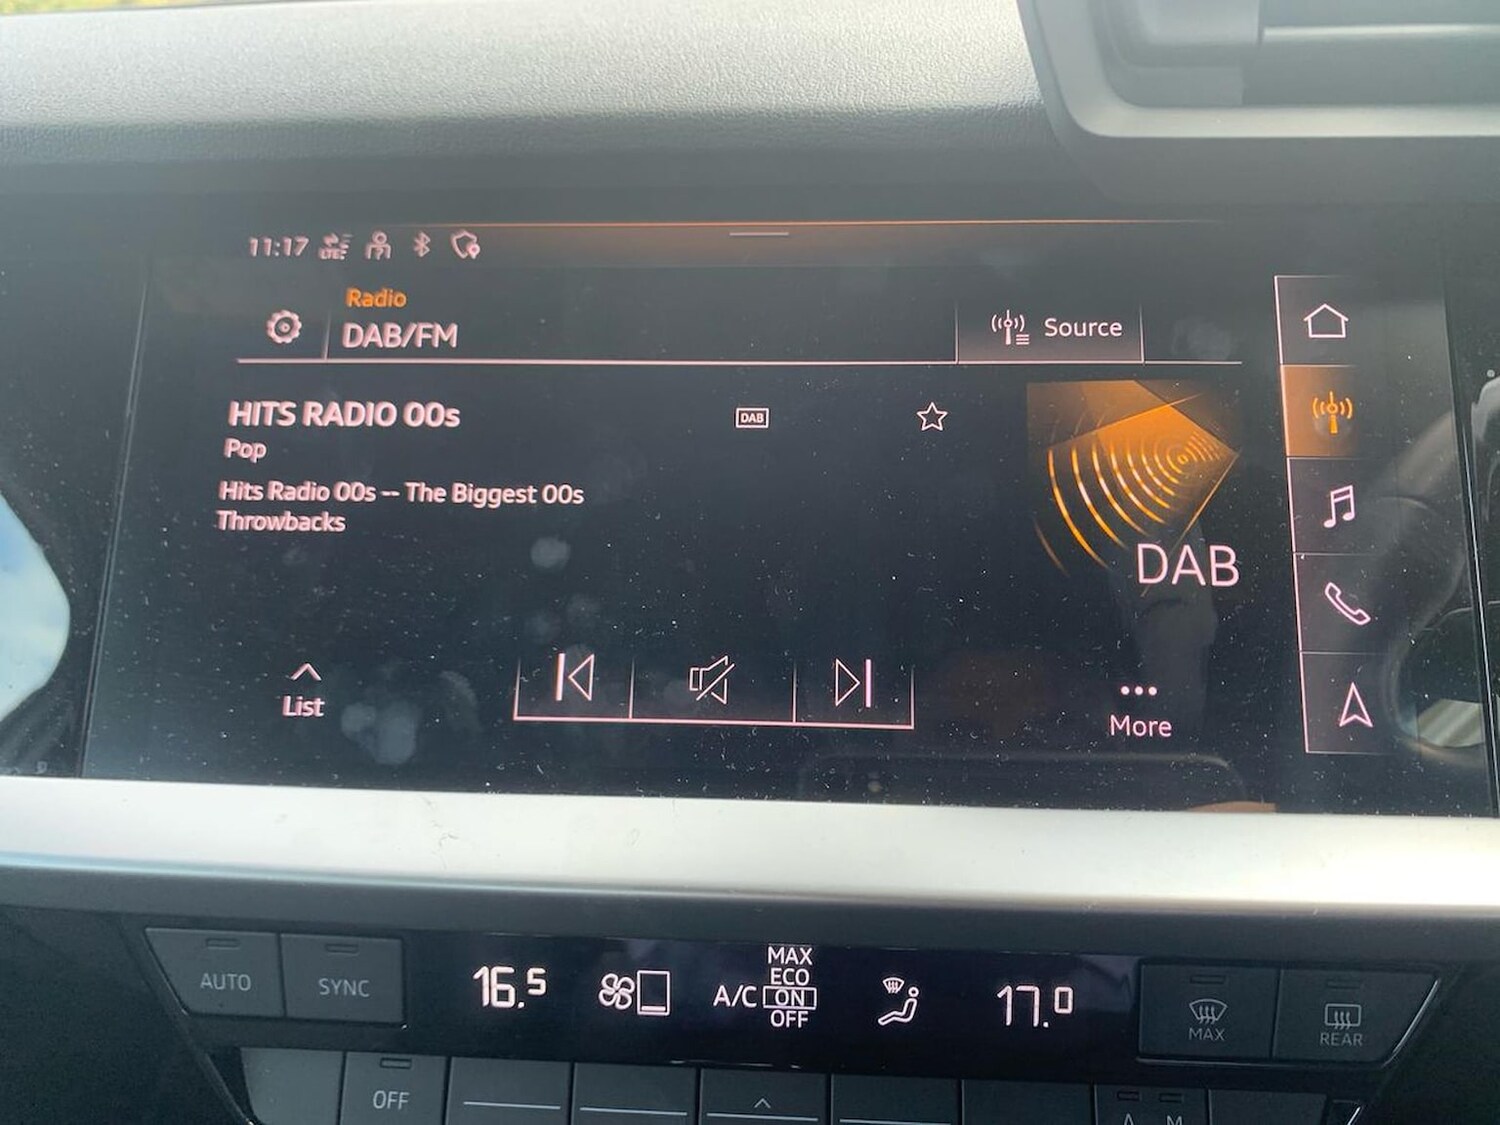 11:17 LTE
Radio
DAB/FM
Source
HITS RADIO 00s
DAB
Pop
Hits Radio 00s -- The Biggest 00s
Throwbacks
DAB
List
More
AUTO
SYNC
16.5
A/C
MAX
ECO
ON
OFF
17.0
MAX
REAR
OFF
A M